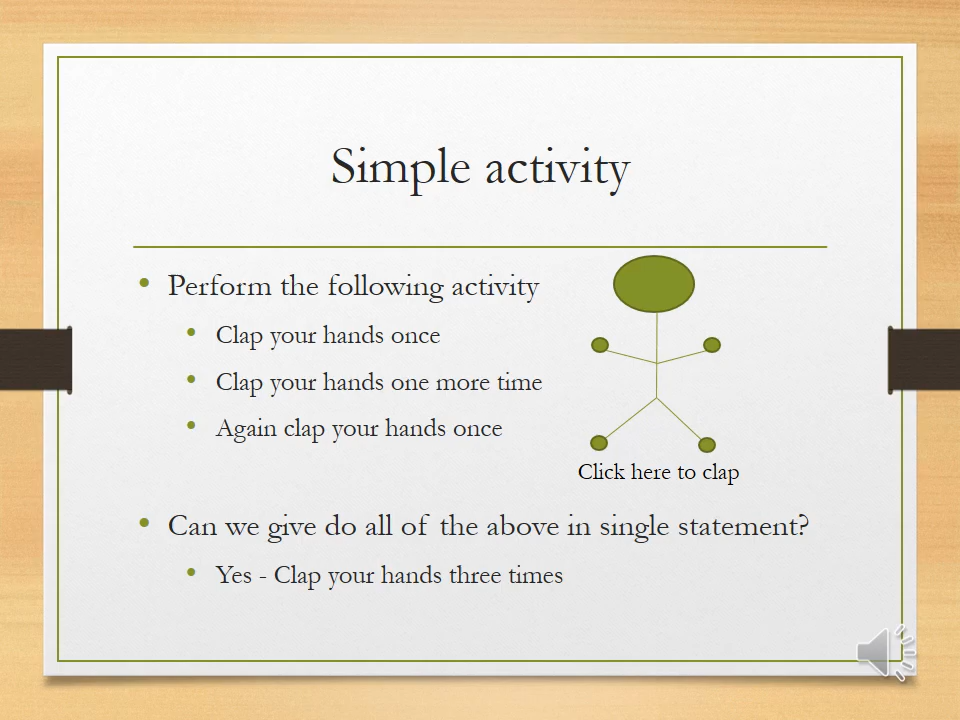 Simple activity
• Perform the following activity
• Clap your hands once
• Clap your hands one more time
• Again clap your hands once
Click here to clap
• Can we give do all of the above in single statement?
• Yes - Clap your hands three times